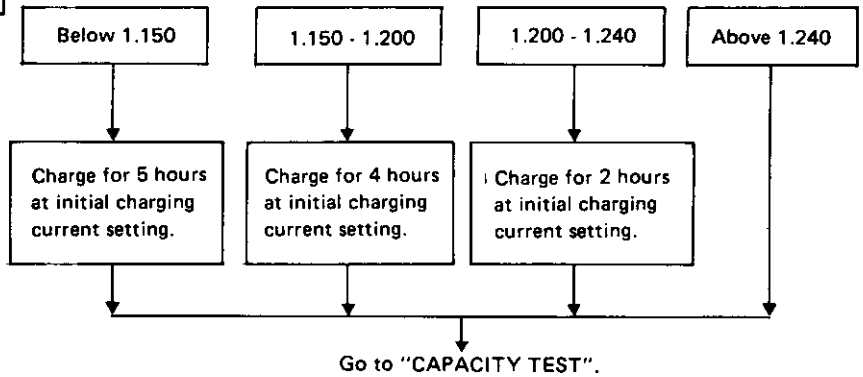 Below 1.150
1.150 - 1.200
1.200 - 1.240
Above 1.240
Charge for 5 hours
at initial charging
current setting.
Charge for 4 hours
at initial charging
current setting.
Charge for 2 hours
at initial charging
current setting.
Go to "CAPACITY TEST".